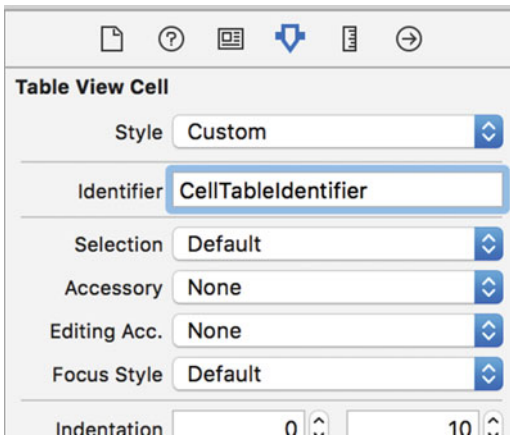 Table View Cell
Style Custom
Identifier CellTableIdentifier
Selection Default
Accessory None
Editing Acc. None
Focus Style Default
Indentation 0 10